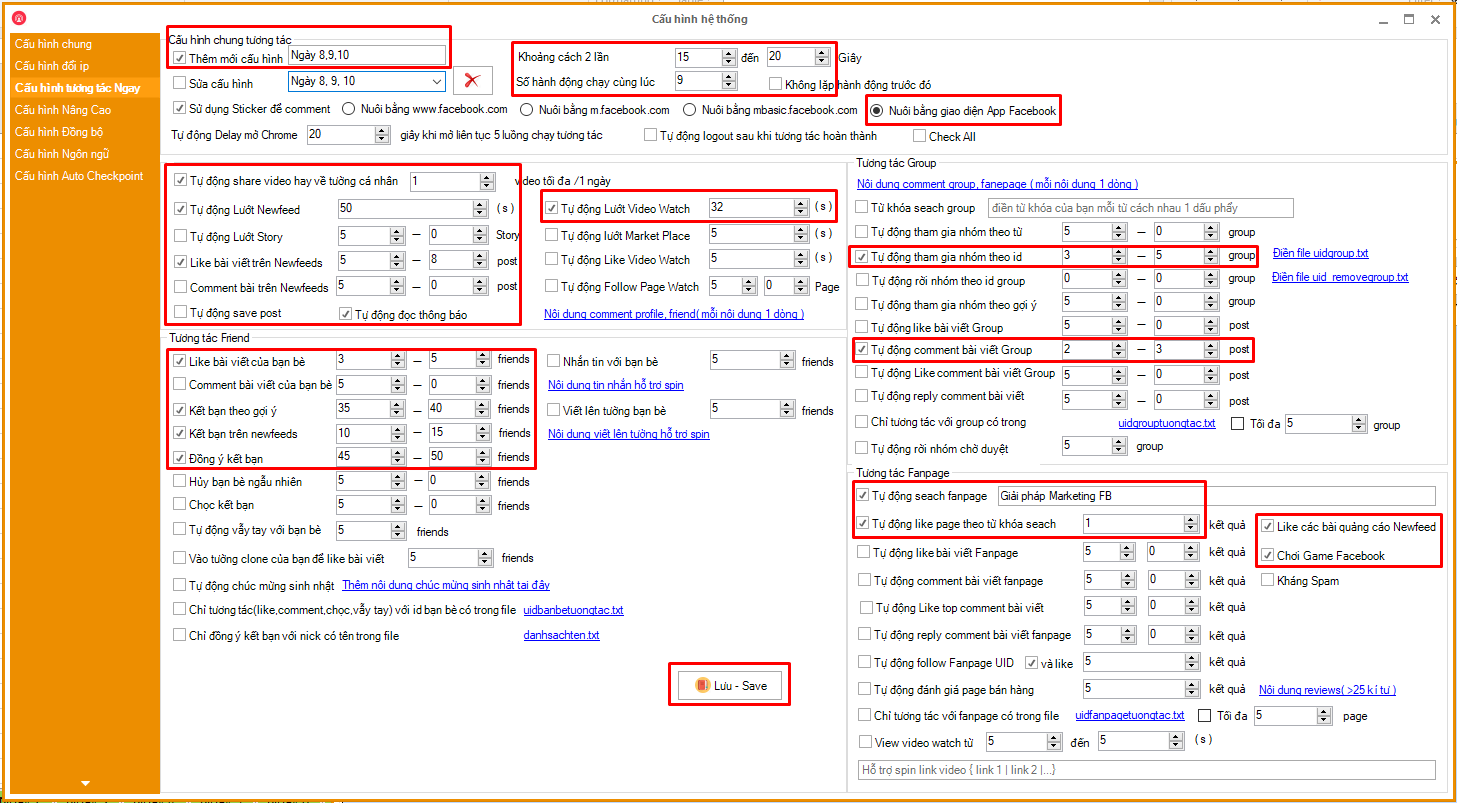 Cấu hình hệ thống
Cấu hình chung
Cấu hình đổi ip
Cấu hình tương tác Ngay
Cấu hình Nâng Cao
Cấu hình Đồng bộ
Cấu hình Ngôn ngữ
Cấu hình Auto Checkpoint
Cấu hình chung tương tác
Thêm mới cấu hình Ngày 8,9,10
Khoảng cách 2 lần 15 đến 20 Giây
Sửa cấu hình Ngày 8, 9, 10
Số hành động chạy cùng lúc 9 Không lặp hành động trước đó
Sử dụng Sticker để comment Nuôi bằng www.facebook.com Nuôi bằng m.facebook.com Nuôi bằng mbasic.facebook.com Nuôi bằng giao diện App Facebook
Tự động Delay mở Chrome 20 giây khi mở liên tục 5 luồng chạy tương tác Tự động logout sau khi tương tác hoàn thành Check All
Tự động share video hay về tường cá nhân 1 video tối đa /1 ngày
Tự động Lướt Newfeed 50 ( s ) Tự động Lướt Video Watch 32 ( s )
Tự động Lướt Story 5 – 0 Story Tự động lướt Market Place 5 ( s )
Like bài viết trên Newfeeds 5 – 8 post Tự động Like Video Watch 5 ( s )
Comment bài trên Newfeeds 5 – 0 post Tự động Follow Page Watch 5 0 Page
Tự động save post Tự động đọc thông báo Nội dung comment profile, friend( mỗi nội dung 1 dòng )
Tương tác Friend
Like bài viết của bạn bè 3 – 5 friends Nhắn tin với bạn bè 5 friends
Comment bài viết của bạn bè 5 – 0 friends Nội dung tin nhắn hỗ trợ spin
Kết bạn theo gợi ý 35 – 40 friends Viết lên tường bạn bè 5 friends
Kết bạn trên newfeeds 10 – 15 friends Nội dung viết lên tường hỗ trợ spin
Đồng ý kết bạn 45 – 50 friends
Hủy bạn bè ngẫu nhiên 5 – 0 friends
Chọc kết bạn 5 – 0 friends
Tự động vẫy tay với bạn bè 5 friends
Vào tường clone của bạn để like bài viết 5 friends
Tự động chúc mừng sinh nhật Thêm nội dung chúc mừng sinh nhật tại đây
Chỉ tương tác(like,comment,chọc,vẫy tay) với id bạn bè có trong file uidbanbetuongtac.txt
Chỉ đồng ý kết bạn với nick có tên trong file danhsachten.txt
Lưu - Save
Tương tác Group
Nội dung comment group, fanepage ( mỗi nội dung 1 dòng )
Từ khóa seach group điền từ khóa của bạn mỗi từ cách nhau 1 dấu phẩy
Tự động tham gia nhóm theo từ 5 – 0 group
Tự động tham gia nhóm theo id 3 – 5 group Điền file uidgroup.txt
Tự động rời nhóm theo id group 0 – 0 group Điền file uid_removegroup.txt
Tự động tham gia nhóm theo gợi ý 5 – 0 group
Tự động like bài viết Group 5 – 0 post
Tự động comment bài viết Group 2 – 3 post
Tự động Like comment bài viết Group 5 – 0 post
Tự động reply comment bài viết 5 – 0 post
Chỉ tương tác với group có trong uidgrouptuongtac.txt Tối đa 5 group
Tự động rời nhóm chờ duyệt 5 group
Tương tác Fanpage
Tự động seach fanpage Giải pháp Marketing FB
Tự động like page theo từ khóa seach 1 kết quả Like các bài quảng cáo Newfeed
Tự động like bài viết Fanpage 5 0 kết quả Chơi Game Facebook
Tự động comment bài viết fanpage 5 0 kết quả Kháng Spam
Tự động Like top comment bài viết 5 0 kết quả
Tự động reply comment bài viết fanpage 5 0 kết quả
Tự động follow Fanpage UID và like 5 kết quả
Tự động đánh giá page bán hàng 5 kết quả Nội dung reviews( >25 kí tự )
Chỉ tương tác với fanpage có trong file uidfanpagetuongtac.txt Tối đa 5 page
View video watch từ 5 đến 5 ( s )
Hỗ trợ spin link video { link 1 | link 2 |...}